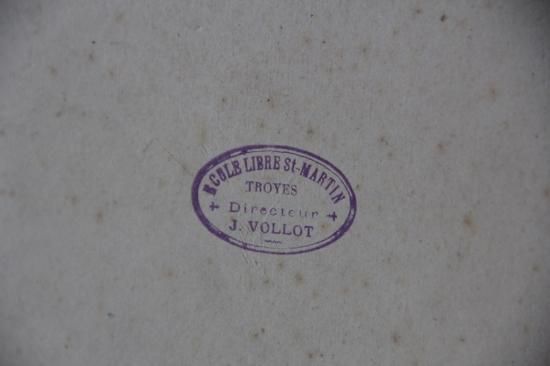 ECOLE LIBRE St-MARTIN
TROYES
+ Directeur +
J. VOLLOT